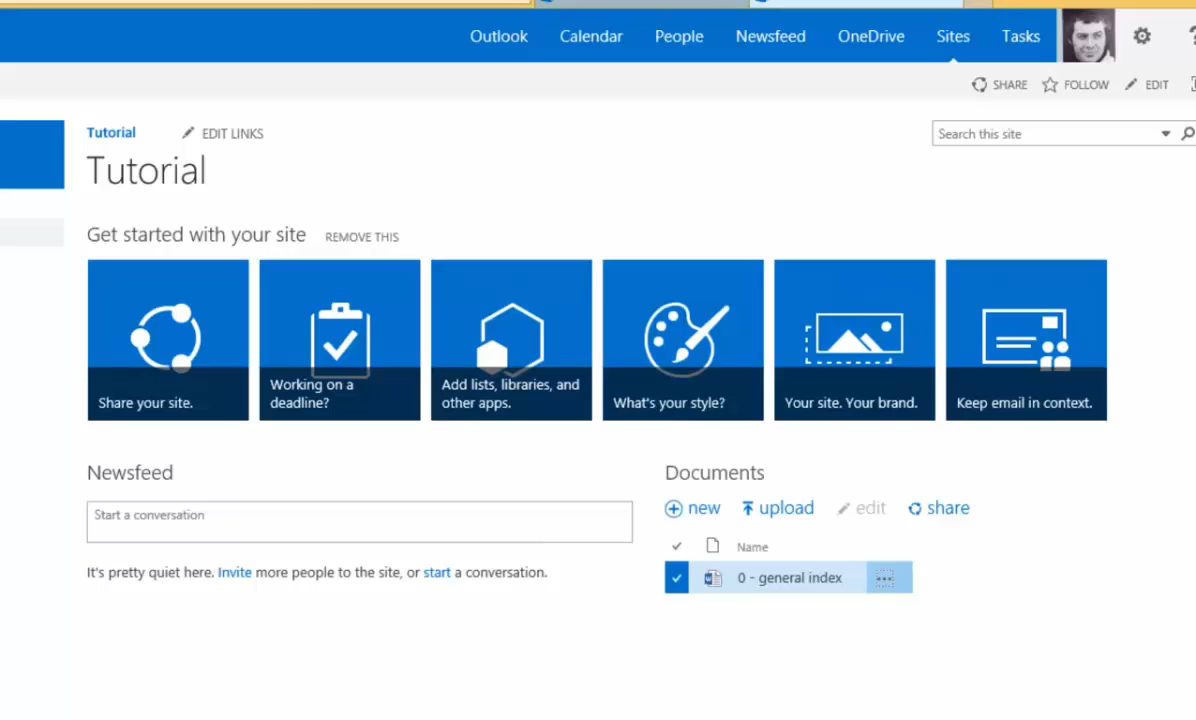 Outlook Calendar People Newsfeed OneDrive Sites Tasks ?
SHARE FOLLOW EDIT
Tutorial EDIT LINKS
Search this site
Tutorial
Get started with your site REMOVE THIS
Share your site.
Working on a
deadline?
Add lists, libraries, and
other apps.
What's your style?
Your site. Your brand.
Keep email in context.
Newsfeed
Start a conversation
It's pretty quiet here. Invite more people to the site, or start a conversation.
Documents
new upload edit share
Name
0 - general index ...